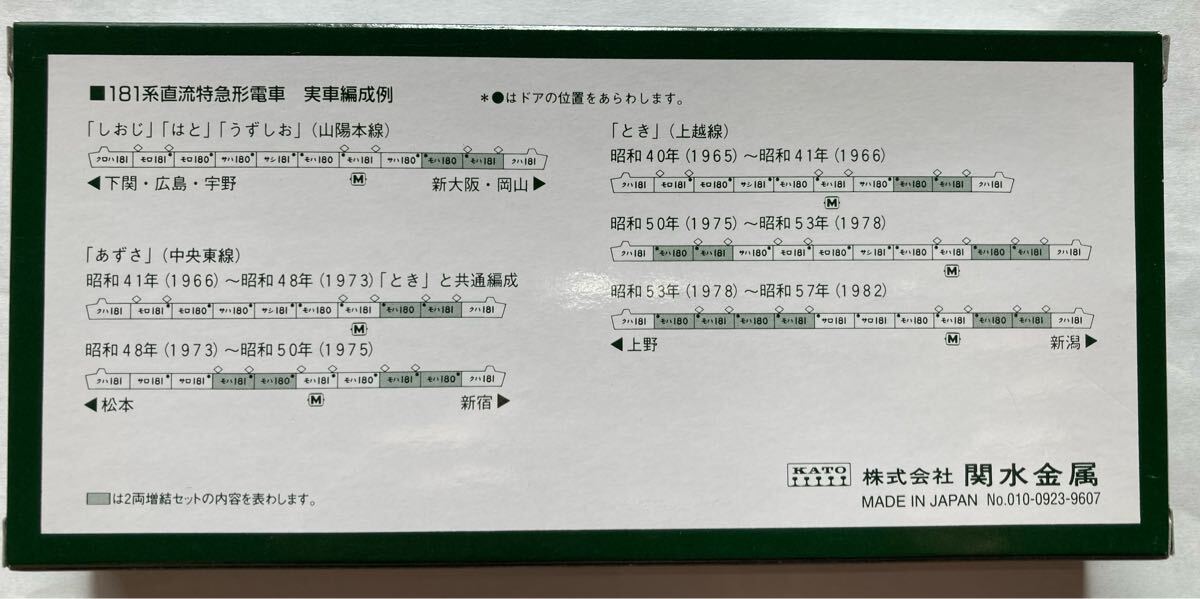 ■181系直流特急形電車　実車編成例
＊●はドアの位置をあらわします。
「しおじ」「はと」「うずしお」（山陽本線）
クロハ181 モロ181 モロ180 サハ180 サシ181 モハ180 モハ181 サハ180 モハ180 モハ181 クハ181
M
◀下関・広島・宇野 新大阪・岡山▶
「あずさ」（中央東線）
昭和41年（1966）～昭和48年（1973）「とき」と共通編成
クハ181 モロ181 モロ180 サハ180 サシ181 モハ180 モハ181 モハ180 モハ181 クハ181
M
昭和48年（1973）～昭和50年（1975）
クハ181 サロ181 サロ181 モハ181 モハ180 モハ181 モハ180 モハ181 モハ180 クハ181
M
◀松本 新宿▶
は2両増結セットの内容を表わします。
「とき」（上越線）
昭和40年（1965）～昭和41年（1966）
クハ181 モロ181 モロ180 サシ181 モハ180 モハ181 サハ180 モハ180 モハ181 クハ181
M
昭和50年（1975）～昭和53年（1978）
クハ181 モハ180 モハ181 サハ180 モロ180 モロ181 サシ181 モハ180 モハ181 モハ180 モハ181 クハ181
M
昭和53年（1978）～昭和57年（1982）
クハ181 モハ180 モハ181 モハ180 モハ181 サロ181 サロ181 モハ180 モハ181 モハ180 モハ181 クハ181
M
◀上野 新潟▶
KATO 株式会社 関水金属
MADE IN JAPAN No.010-0923-9607